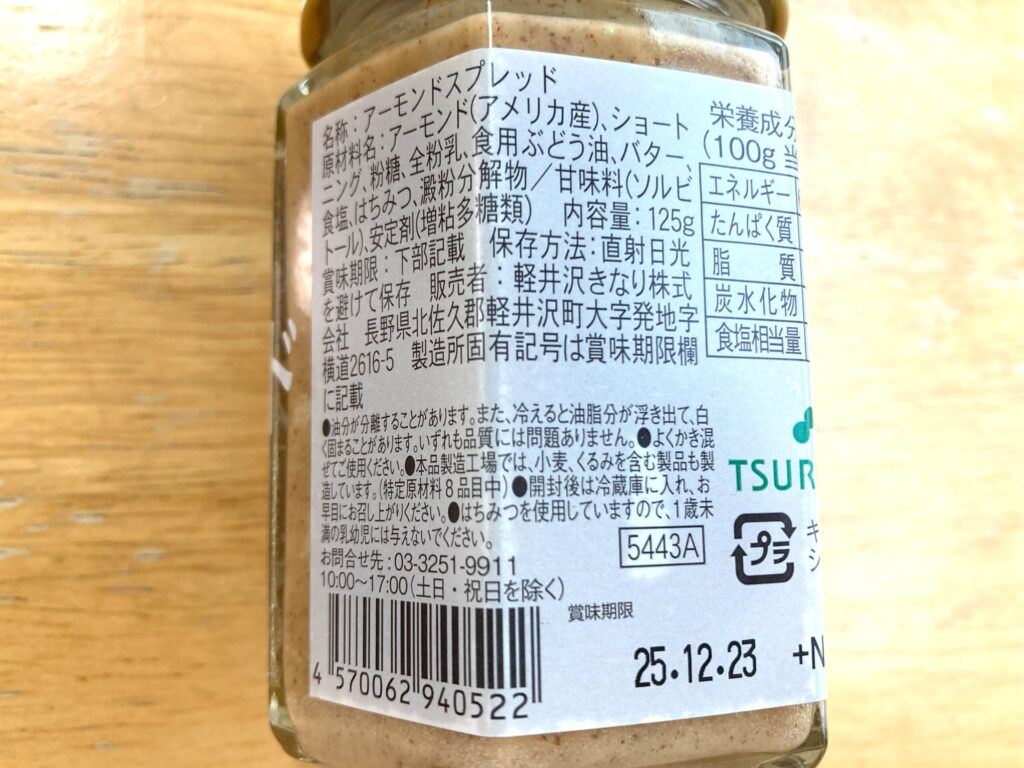 名称：アーモンドスプレッド
原材料名：アーモンド(アメリカ産)、ショート
ニング、粉糖、全粉乳、食用ぶどう油、バター、
食塩、はちみつ、澱粉分解物／甘味料(ソルビ
トール)、安定剤(増粘多糖類)　内容量：125g
賞味期限：下部記載　保存方法：直射日光
を避けて保存　販売者：軽井沢きなり株式
会社　長野県北佐久郡軽井沢町大字発地字
横道2616-5　製造所固有記号は賞味期限欄
に記載
●油分が分離することがあります。また、冷えると油脂分が浮き出て、白
く固まることがあります。いずれも品質には問題ありません。●よくかき混
ぜてご使用ください。●本品製造工場では、小麦、くるみを含む製品も製
造しています。(特定原材料8品目中)●開封後は冷蔵庫に入れ、お
早目にお召し上がりください。●はちみつを使用していますので、1歳未
満の乳幼児には与えないでください。
お問合せ先：03-3251-9911
10:00〜17:00(土日・祝日を除く)
5443A
賞味期限
25.12.23
+N
4 570062 940522
栄養成分
(100g 当
エネルギー
たんぱく質
脂　質
炭水化物
食塩相当量
TSUR
プラ
キ
シ